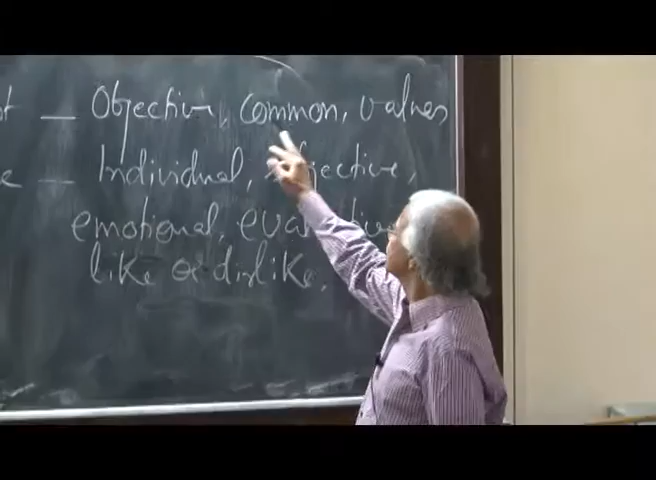 — Objective, common, values
— Individual, subjective,
emotional, evaluative
like or dislike.